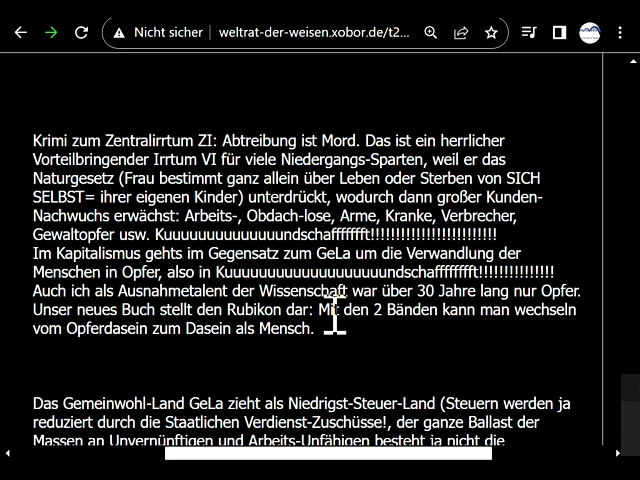 Nicht sicher weltrat-der-weisen.xobor.de/t2...
Krimi zum Zentralirrtum ZI: Abtreibung ist Mord. Das ist ein herrlicher
Vorteilbringender Irrtum VI für viele Niedergangs-Sparten, weil er das
Naturgesetz (Frau bestimmt ganz allein über Leben oder Sterben von SICH
SELBST= ihrer eigenen Kinder) unterdrückt, wodurch dann großer Kunden-
Nachwuchs erwächst: Arbeits-, Obdach-lose, Arme, Kranke, Verbrecher,
Gewaltopfer usw. Kuuuuuuuuuuuuuundschafffffft!!!!!!!!!!!!!!!!!!!!!!!!!
Im Kapitalismus gehts im Gegensatz zum GeLa um die Verwandlung der
Menschen in Opfer, also in Kuuuuuuuuuuuuuuuuuuundschafffffffft!!!!!!!!!!!!!!!
Auch ich als Ausnahmetalent der Wissenschaft war über 30 Jahre lang nur Opfer.
Unser neues Buch stellt den Rubikon dar: Mit den 2 Bänden kann man wechseln
vom Opferdasein zum Dasein als Mensch.
Das Gemeinwohl-Land GeLa zieht als Niedrigst-Steuer-Land (Steuern werden ja
reduziert durch die Staatlichen Verdienst-Zuschüsse!, der ganze Ballast der
Massen an Unvernünftigen und Arbeits-Unfähigen besteht ja nicht die